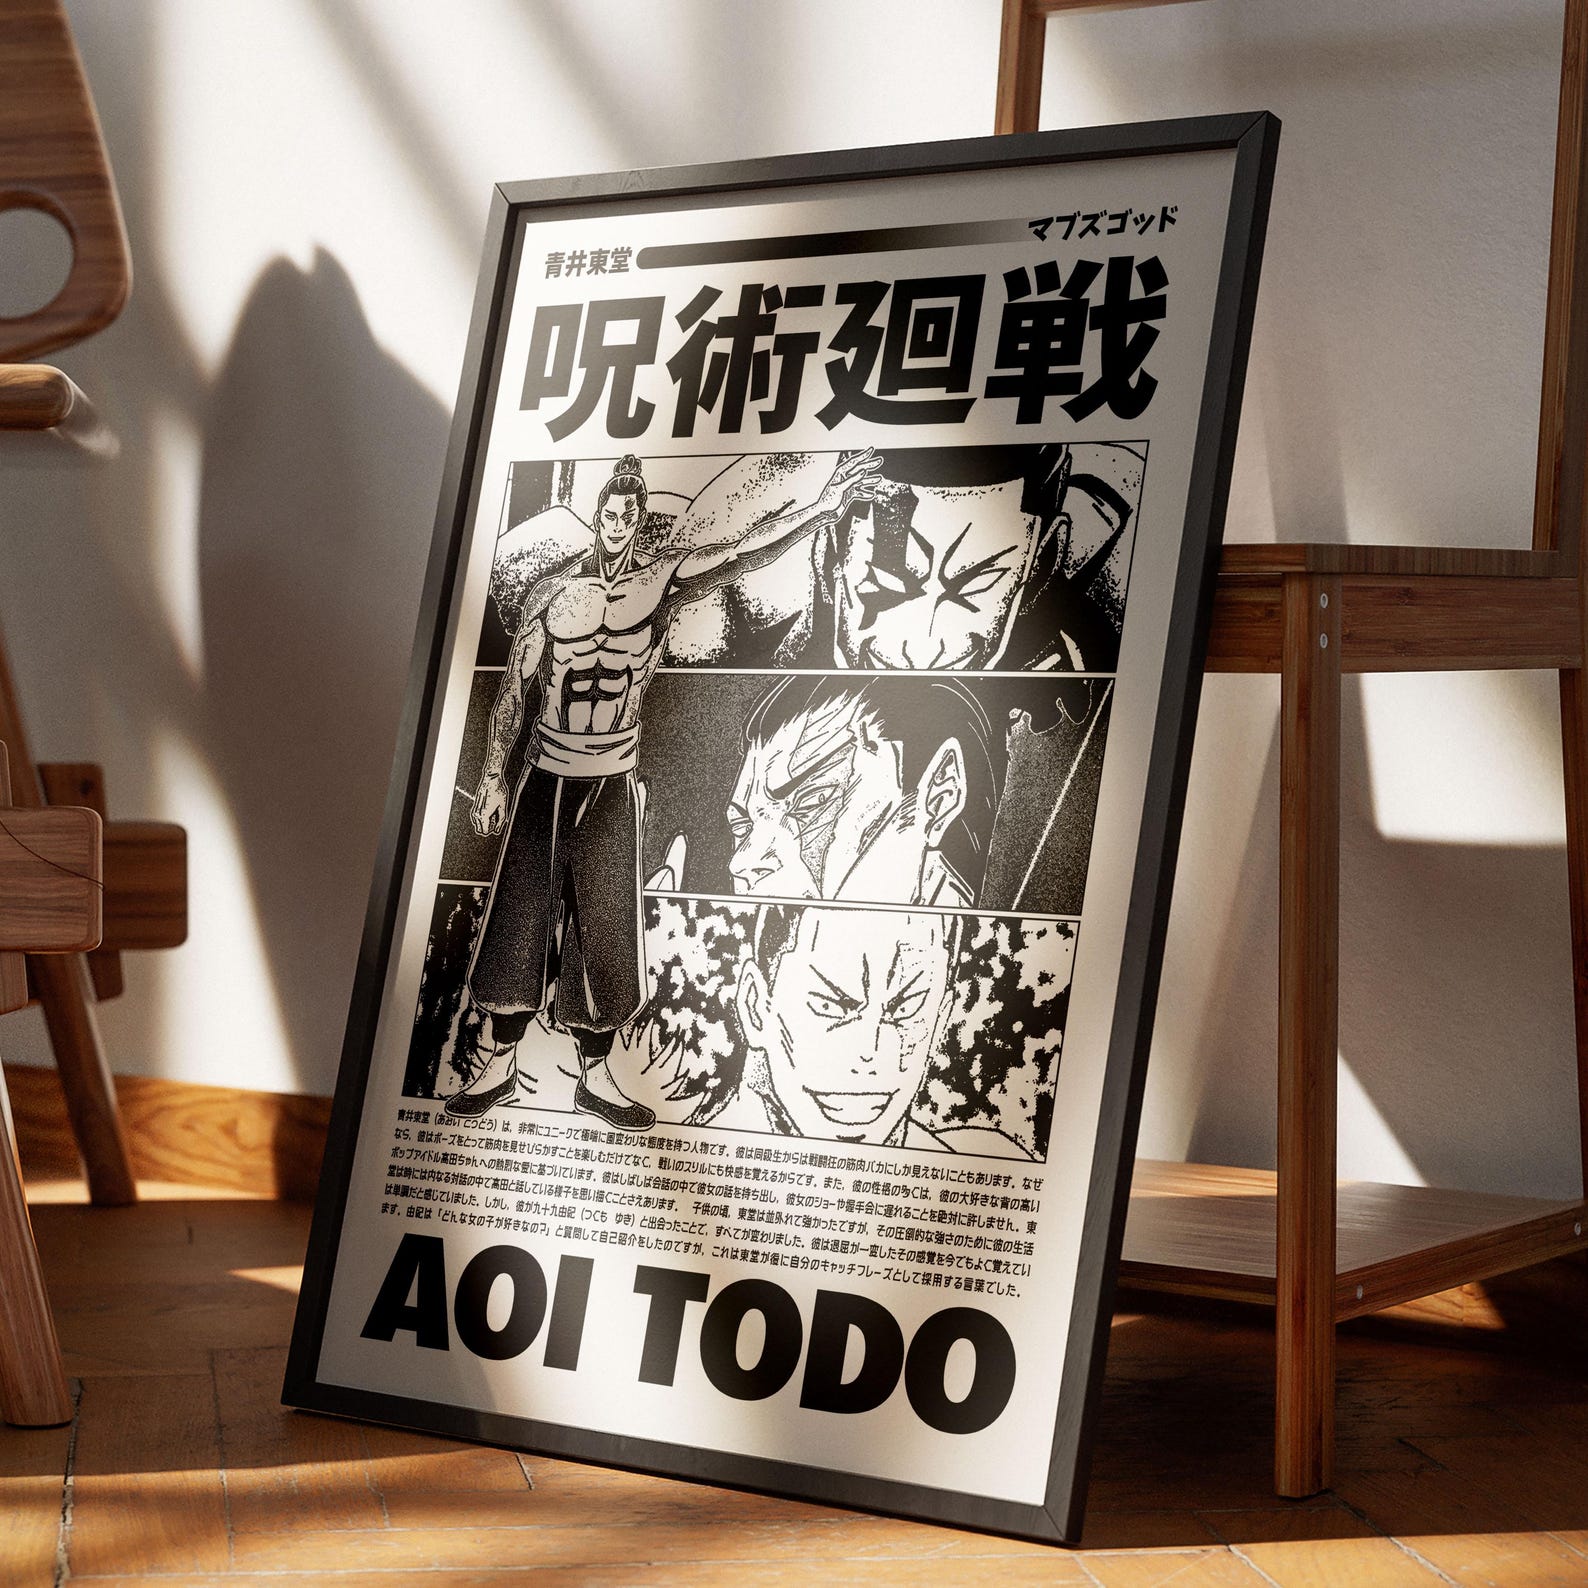 青井東堂
マブズゴッド
呪術廻戦
青井東堂（あおい とうどう）は、非常にユニークで極端に風変わりな態度を持つ人物です。彼は同級生からは戦闘狂の筋肉バカにしか見えないこともあります。なぜ
なら、彼はポーズをとって筋肉を見せびらかすことを楽しむだけでなく、戦いのスリルにも快感を覚えるからです。また、彼の性格の多くは、彼の大好きな背の高い
ポップアイドル高田ちゃんへの熱烈な愛に基づいています。彼はしばしば会話の中で彼女の話を持ち出し、彼女のショーや握手会に遅れることを絶対に許しません。東
堂は時には内なる対話の中で高田と話している様子を思い描くことさえあります。 子供の頃、東堂は並外れて強かったですが、その圧倒的な強さのために彼の生活
は単調だと感じていました。しかし、彼が九十九由紀（つくも ゆき）と出会ったことで、すべてが変わりました。彼は退屈が一変したその感覚を今でもよく覚えてい
ます。由紀は「どんな女の子が好きなの？」と質問して自己紹介をしたのですが、これは東堂が後に自分のキャッチフレーズとして採用する言葉でした。
AOI TODO